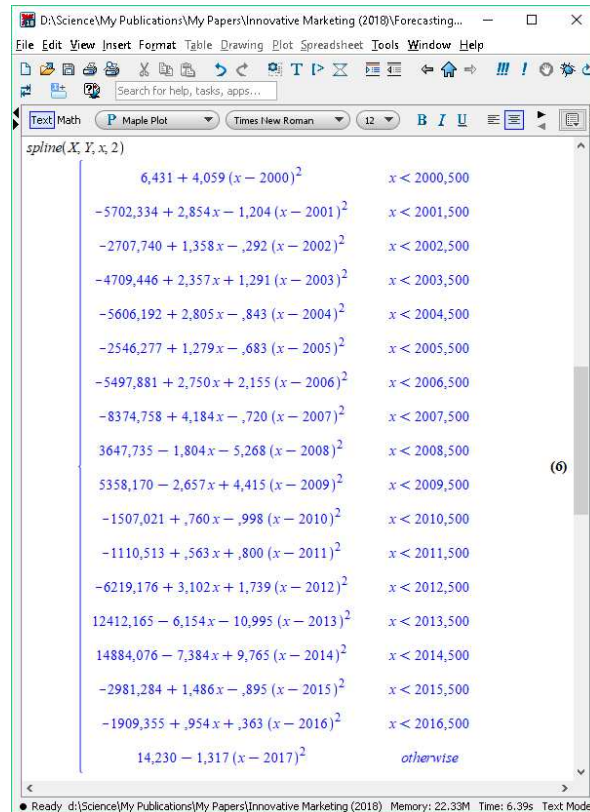 D:\Science\My Publications\My Papers\Innovative Marketing (2018)\Forecasting...
File Edit View Insert Format Table Drawing Plot Spreadsheet Tools Window Help
Search for help, tasks, apps...
Text Math P Maple Plot Times New Roman 12 B I U
spline(X, Y, x, 2)
6,431 + 4,059 (x − 2000)² x < 2000,500
−5702,334 + 2,854 x − 1,204 (x − 2001)² x < 2001,500
−2707,740 + 1,358 x − ,292 (x − 2002)² x < 2002,500
−4709,446 + 2,357 x + 1,291 (x − 2003)² x < 2003,500
−5606,192 + 2,805 x − ,843 (x − 2004)² x < 2004,500
−2546,277 + 1,279 x − ,683 (x − 2005)² x < 2005,500
−5497,881 + 2,750 x + 2,155 (x − 2006)² x < 2006,500
−8374,758 + 4,184 x − ,720 (x − 2007)² x < 2007,500
3647,735 − 1,804 x − 5,268 (x − 2008)² x < 2008,500
5358,170 − 2,657 x + 4,415 (x − 2009)² x < 2009,500
−1507,021 + ,760 x − ,998 (x − 2010)² x < 2010,500
−1110,513 + ,563 x + ,800 (x − 2011)² x < 2011,500
−6219,176 + 3,102 x + 1,739 (x − 2012)² x < 2012,500
12412,165 − 6,154 x − 10,995 (x − 2013)² x < 2013,500
14884,076 − 7,384 x + 9,765 (x − 2014)² x < 2014,500
−2981,284 + 1,486 x − ,895 (x − 2015)² x < 2015,500
−1909,355 + ,954 x + ,363 (x − 2016)² x < 2016,500
14,230 − 1,317 (x − 2017)² otherwise
(6)
Ready d:\Science\My Publications\My Papers\Innovative Marketing (2018) Memory: 22.33M Time: 6.39s Text Mode